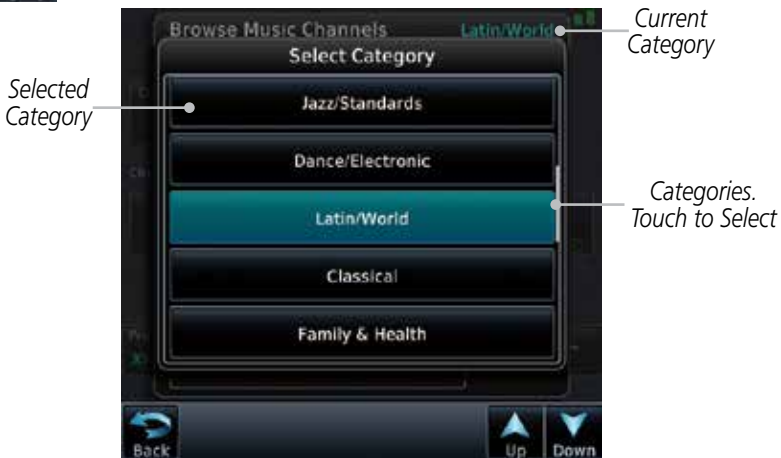 Browse Music Channels Latin/World
Current
Category
Select Category
Selected
Category
Jazz/Standards
Dance/Electronic
Categories.
Touch to Select
Latin/World
Classical
Family & Health
Back
Up
Down